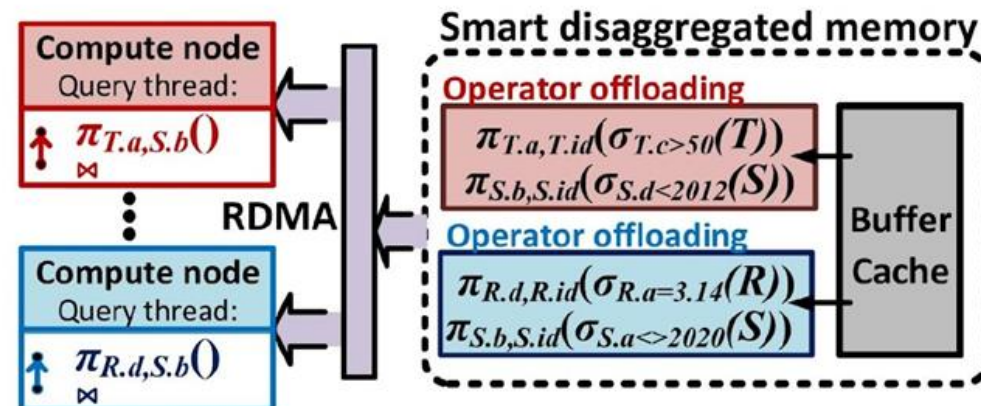 Compute node
Query thread:
π_{T.a,S.b}()
⋈
RDMA
Compute node
Query thread:
π_{R.d,S.b}()
⋈
Smart disaggregated memory
Operator offloading
π_{T.a,T.id}(σ_{T.c>50}(T))
π_{S.b,S.id}(σ_{S.d<2012}(S))
Operator offloading
π_{R.d,R.id}(σ_{R.a=3.14}(R))
π_{S.b,S.id}(σ_{S.a<>2020}(S))
Buffer
Cache